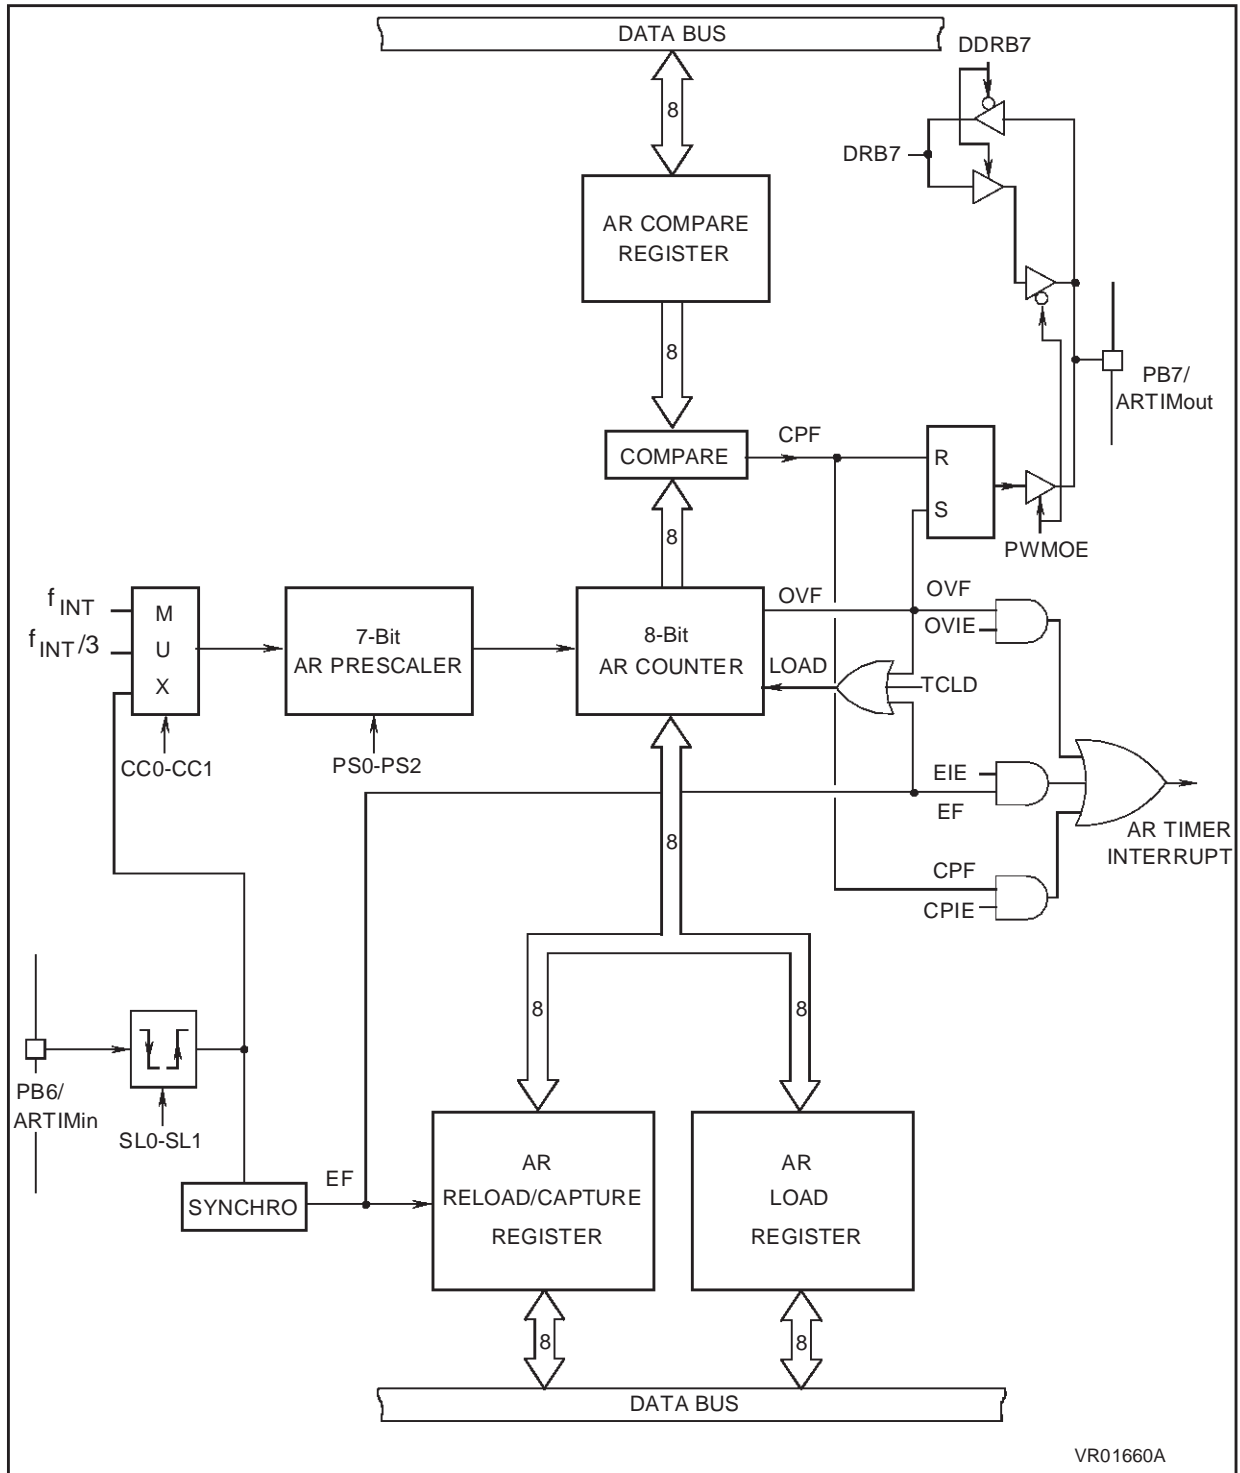 DATA BUS
DDRB7
8
DRB7
AR COMPARE
REGISTER
8
PB7/
ARTIMout
CPF
COMPARE
R
S
8
PWMOE
f INT
f INT /3
M
U
X
7-Bit
AR PRESCALER
8-Bit
AR COUNTER
OVF
OVF
OVIE
LOAD
TCLD
CC0-CC1
PS0-PS2
EIE
EF
AR TIMER
INTERRUPT
8
CPF
CPIE
8
8
PB6/
ARTIMin
SL0-SL1
EF
SYNCHRO
AR
RELOAD/CAPTURE
REGISTER
AR
LOAD
REGISTER
8
8
DATA BUS
VR01660A